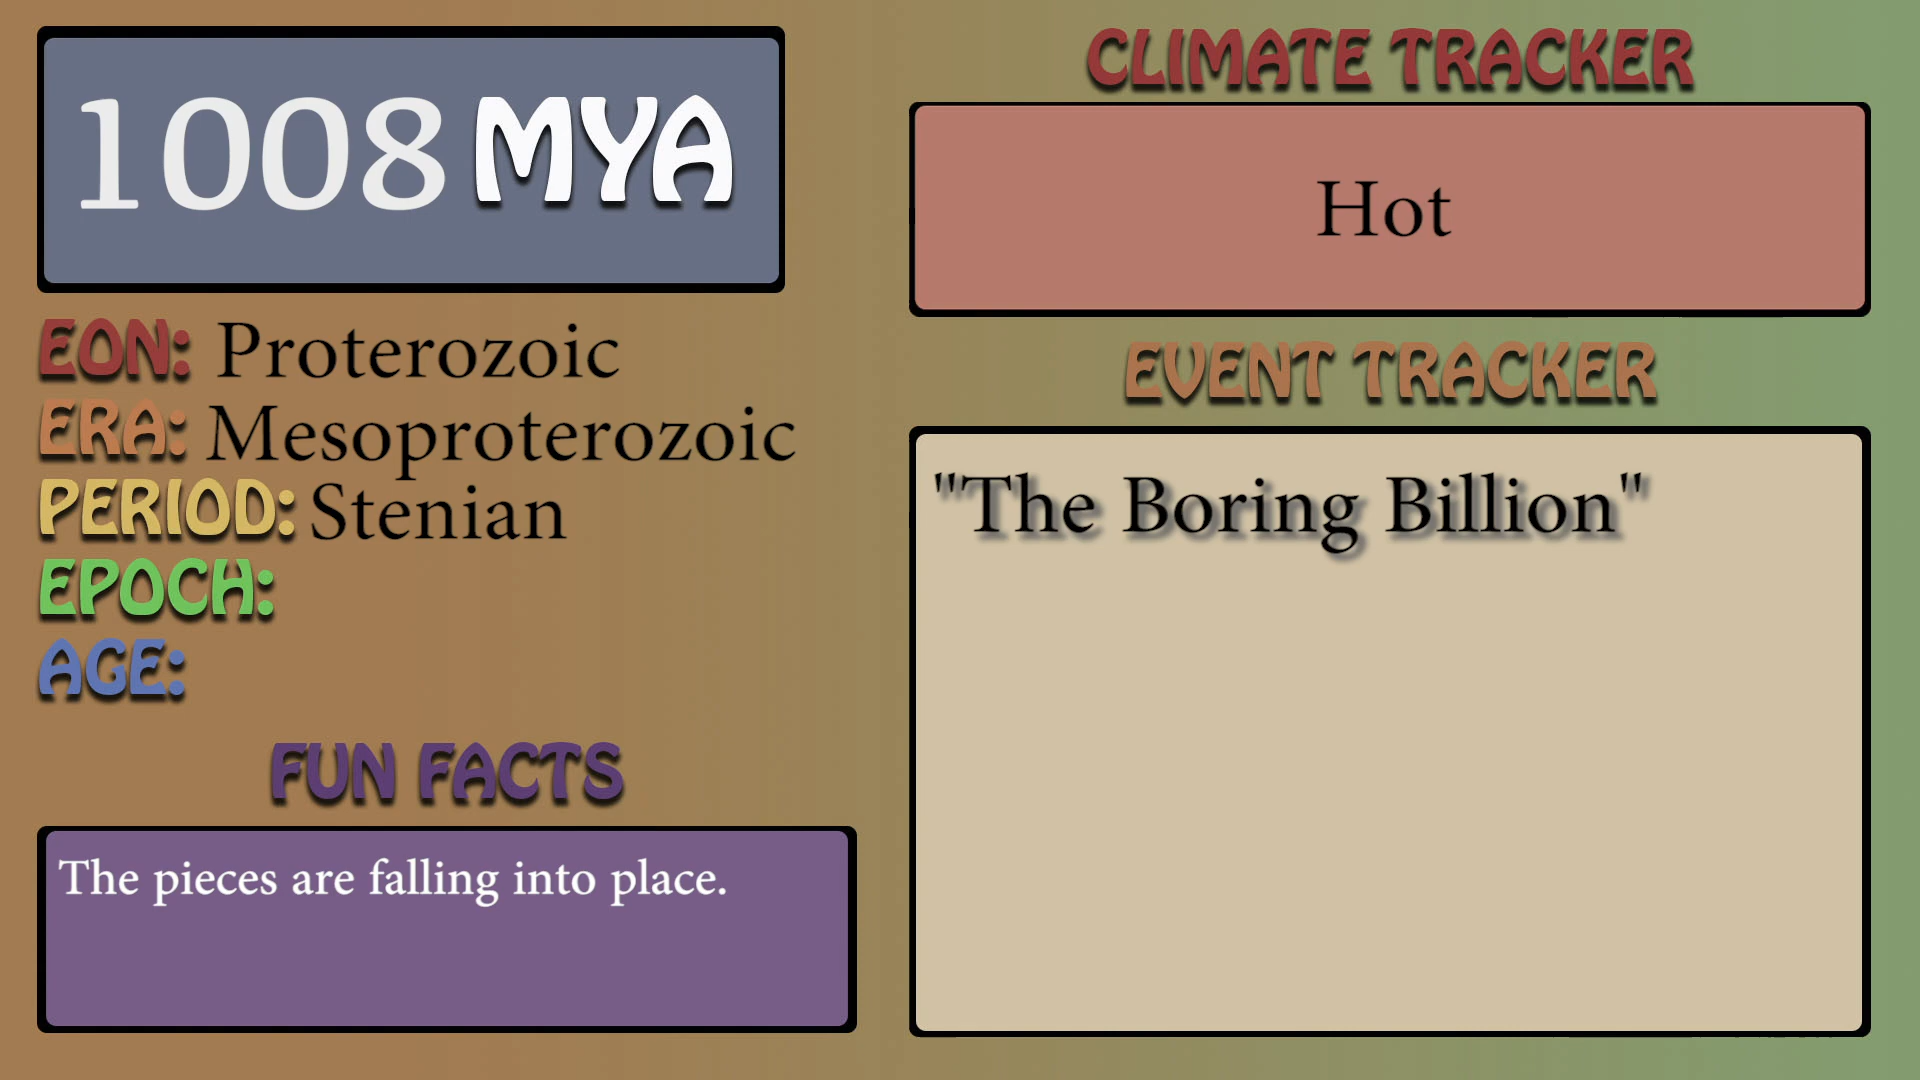 1008 MYA
EON: Proterozoic
ERA: Mesoproterozoic
PERIOD: Stenian
EPOCH:
AGE:
FUN FACTS
The pieces are falling into place.
CLIMATE TRACKER
Hot
EVENT TRACKER
"The Boring Billion"